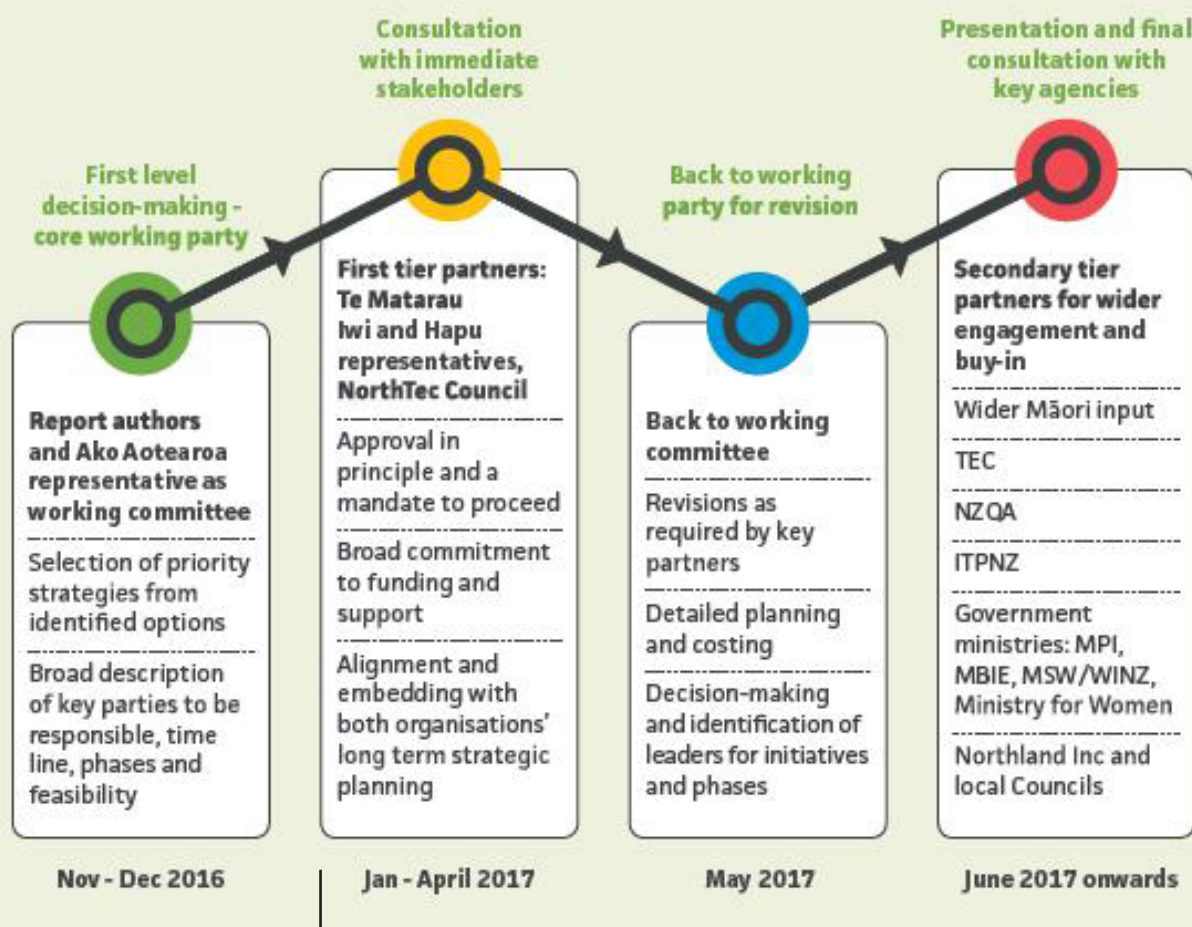 First level
decision-making -
core working party
Report authors
and Ako Aotearoa
representative as
working committee
Selection of priority
strategies from
identified options
Broad description
of key parties to be
responsible, time
line, phases and
feasibility
Nov - Dec 2016
Consultation
with immediate
stakeholders
First tier partners:
Te Matarau
Iwi and Hapu
representatives,
NorthTec Council
Approval in
principle and a
mandate to proceed
Broad commitment
to funding and
support
Alignment and
embedding with
both organisations'
long term strategic
planning
Jan - April 2017
Back to working
party for revision
Back to working
committee
Revisions as
required by key
partners
Detailed planning
and costing
Decision-making
and identification of
leaders for initiatives
and phases
May 2017
Presentation and final
consultation with
key agencies
Secondary tier
partners for wider
engagement and
buy-in
Wider Māori input
TEC
NZQA
ITPNZ
Government
ministries: MPI,
MBIE, MSW/WINZ,
Ministry for Women
Northland Inc and
local Councils
June 2017 onwards